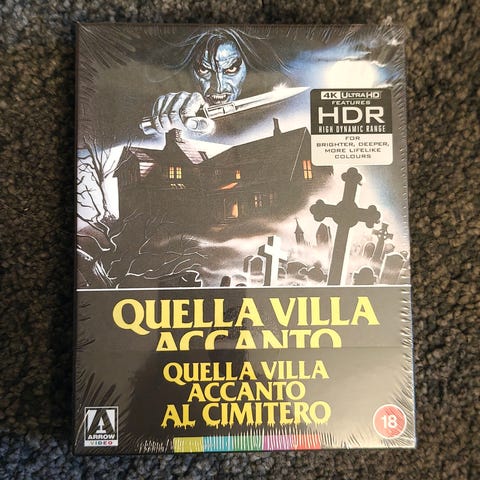 4K ULTRA HD
FEATURES
HDR
HIGH DYNAMIC RANGE
FOR
BRIGHTER, DEEPER,
MORE LIFELIKE
COLOURS
QUELLA VILLA
ACCANTO
QUELLA VILLA
ACCANTO
AL CIMITERO
ARROW
VIDEO
18